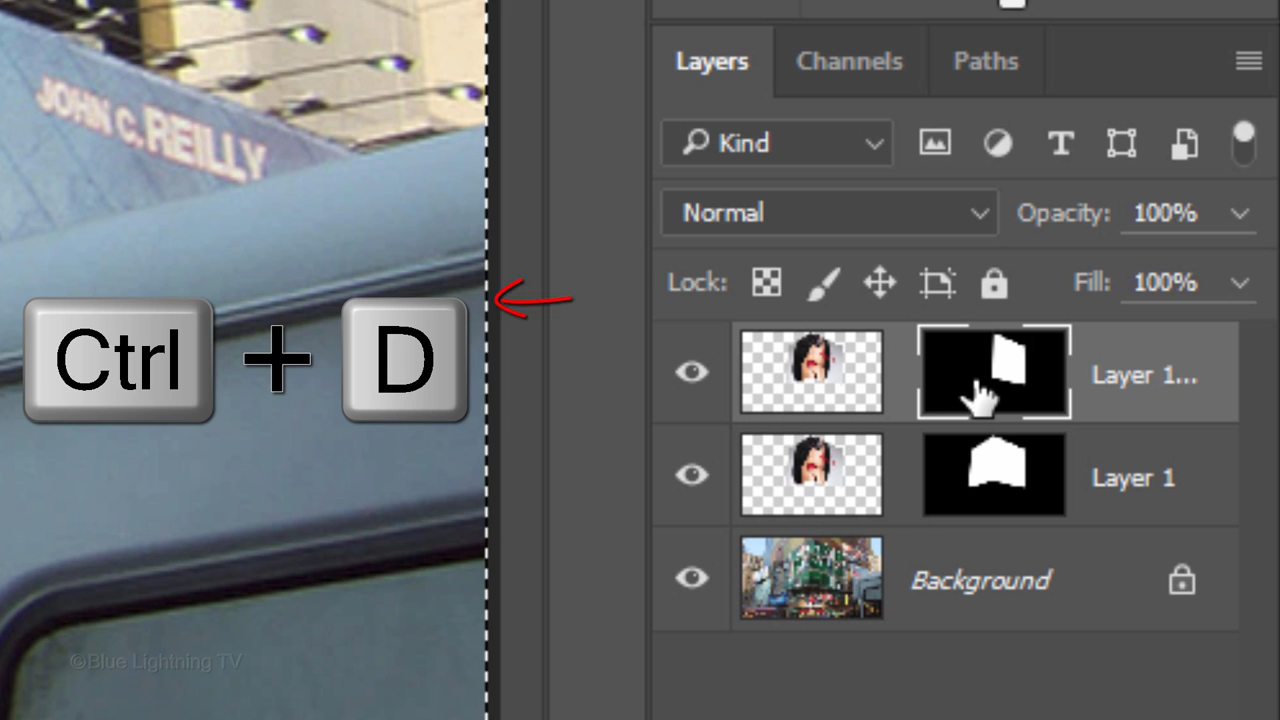 JOHN C. REILLY
Ctrl + D
©Blue Lightning TV
Layers Channels Paths
Kind
Normal Opacity: 100%
Lock: Fill: 100%
Layer 1...
Layer 1
Background